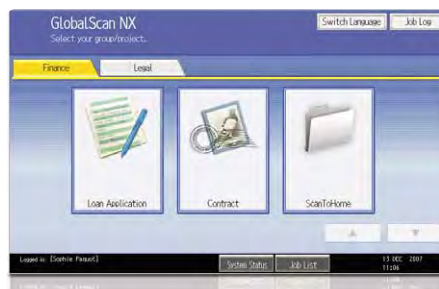 GlobalScan NX
Switch Language
Job Log
Select your group/project.
Finance
Legal
Loan Application
Contract
ScanToHome
Logged in: [Sophie Paquot]
System Status
Job List
13 DEC 2007
11:06